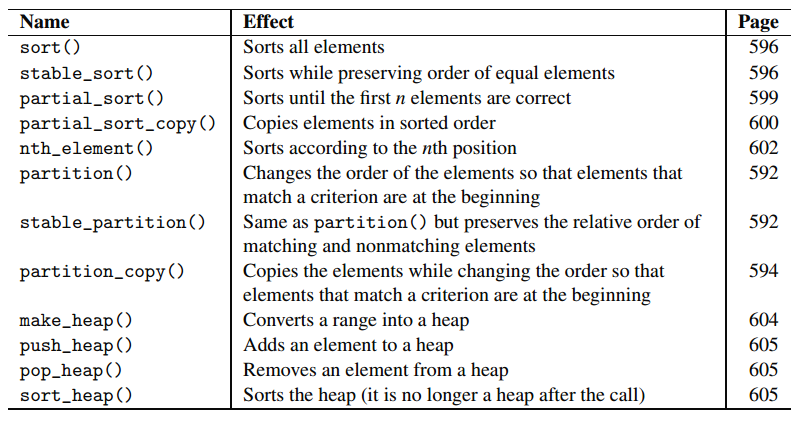 Name Effect Page
sort() Sorts all elements 596
stable_sort() Sorts while preserving order of equal elements 596
partial_sort() Sorts until the first n elements are correct 599
partial_sort_copy() Copies elements in sorted order 600
nth_element() Sorts according to the nth position 602
partition() Changes the order of the elements so that elements that 592
match a criterion are at the beginning
stable_partition() Same as partition() but preserves the relative order of 592
matching and nonmatching elements
partition_copy() Copies the elements while changing the order so that 594
elements that match a criterion are at the beginning
make_heap() Converts a range into a heap 604
push_heap() Adds an element to a heap 605
pop_heap() Removes an element from a heap 605
sort_heap() Sorts the heap (it is no longer a heap after the call) 605